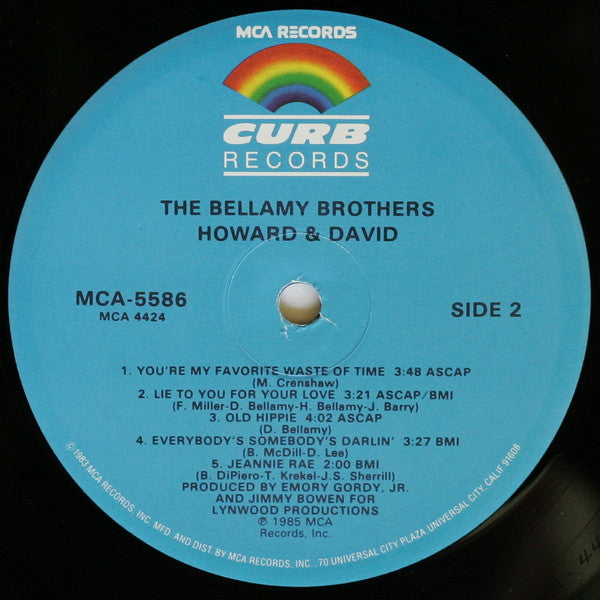 MCA RECORDS
CURB
RECORDS
THE BELLAMY BROTHERS
HOWARD & DAVID
MCA-5586
MCA 4424
SIDE 2
1. YOU'RE MY FAVORITE WASTE OF TIME 3:48 ASCAP
(M. Crenshaw)
2. LIE TO YOU FOR YOUR LOVE 3:21 ASCAP/BMI
(F. Miller-D. Bellamy-H. Bellamy-J. Barry)
3. OLD HIPPIE 4:02 ASCAP
(D. Bellamy)
4. EVERYBODY'S SOMEBODY'S DARLIN' 3:27 BMI
(B. McDill-D. Lee)
5. JEANNIE RAE 2:00 BMI
(B. DiPiero-T. Krekel-J.S. Sherrill)
PRODUCED BY EMORY GORDY, JR.
AND JIMMY BOWEN FOR
LYNWOOD PRODUCTIONS
℗ 1985 MCA
Records, Inc.
©1983 MCA RECORDS, INC. MFD. AND DIST. BY MCA RECORDS, INC., 70 UNIVERSAL CITY PLAZA, UNIVERSAL CITY, CALIF. 91608